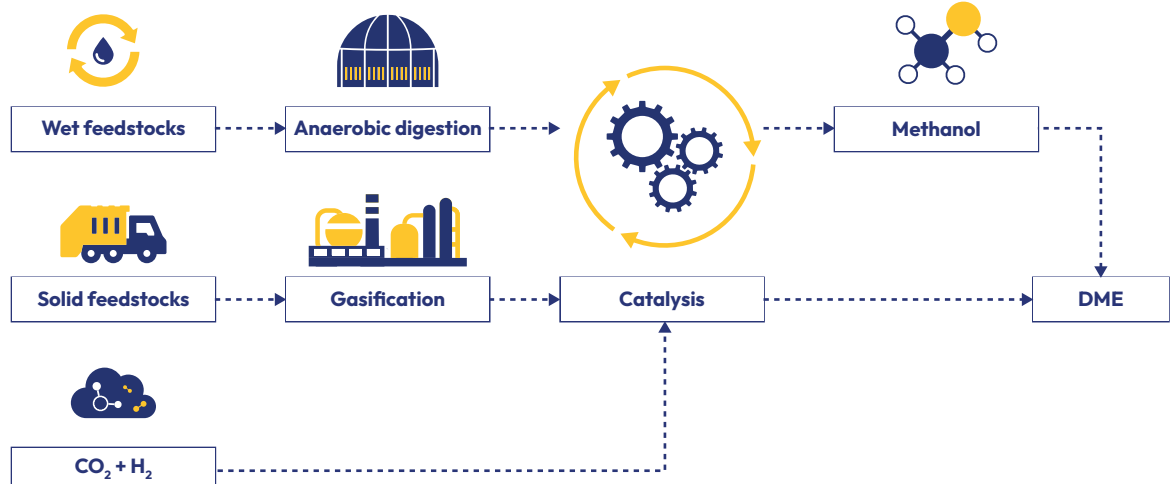 Wet feedstocks
Anaerobic digestion
Methanol
Solid feedstocks
Gasification
Catalysis
DME
CO₂ + H₂